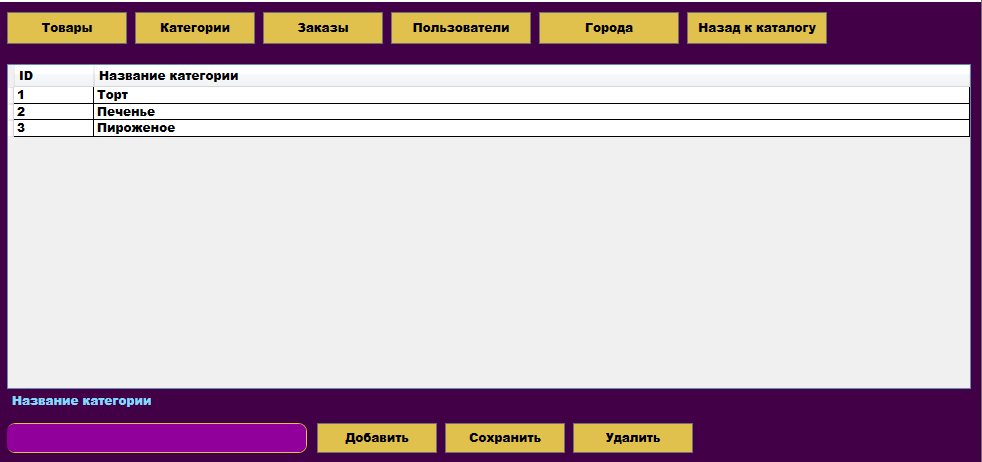 Товары Категории Заказы Пользователи Города Назад к каталогу
ID Название категории
1 Торт
2 Печенье
3 Пироженое
Название категории
Добавить Сохранить Удалить